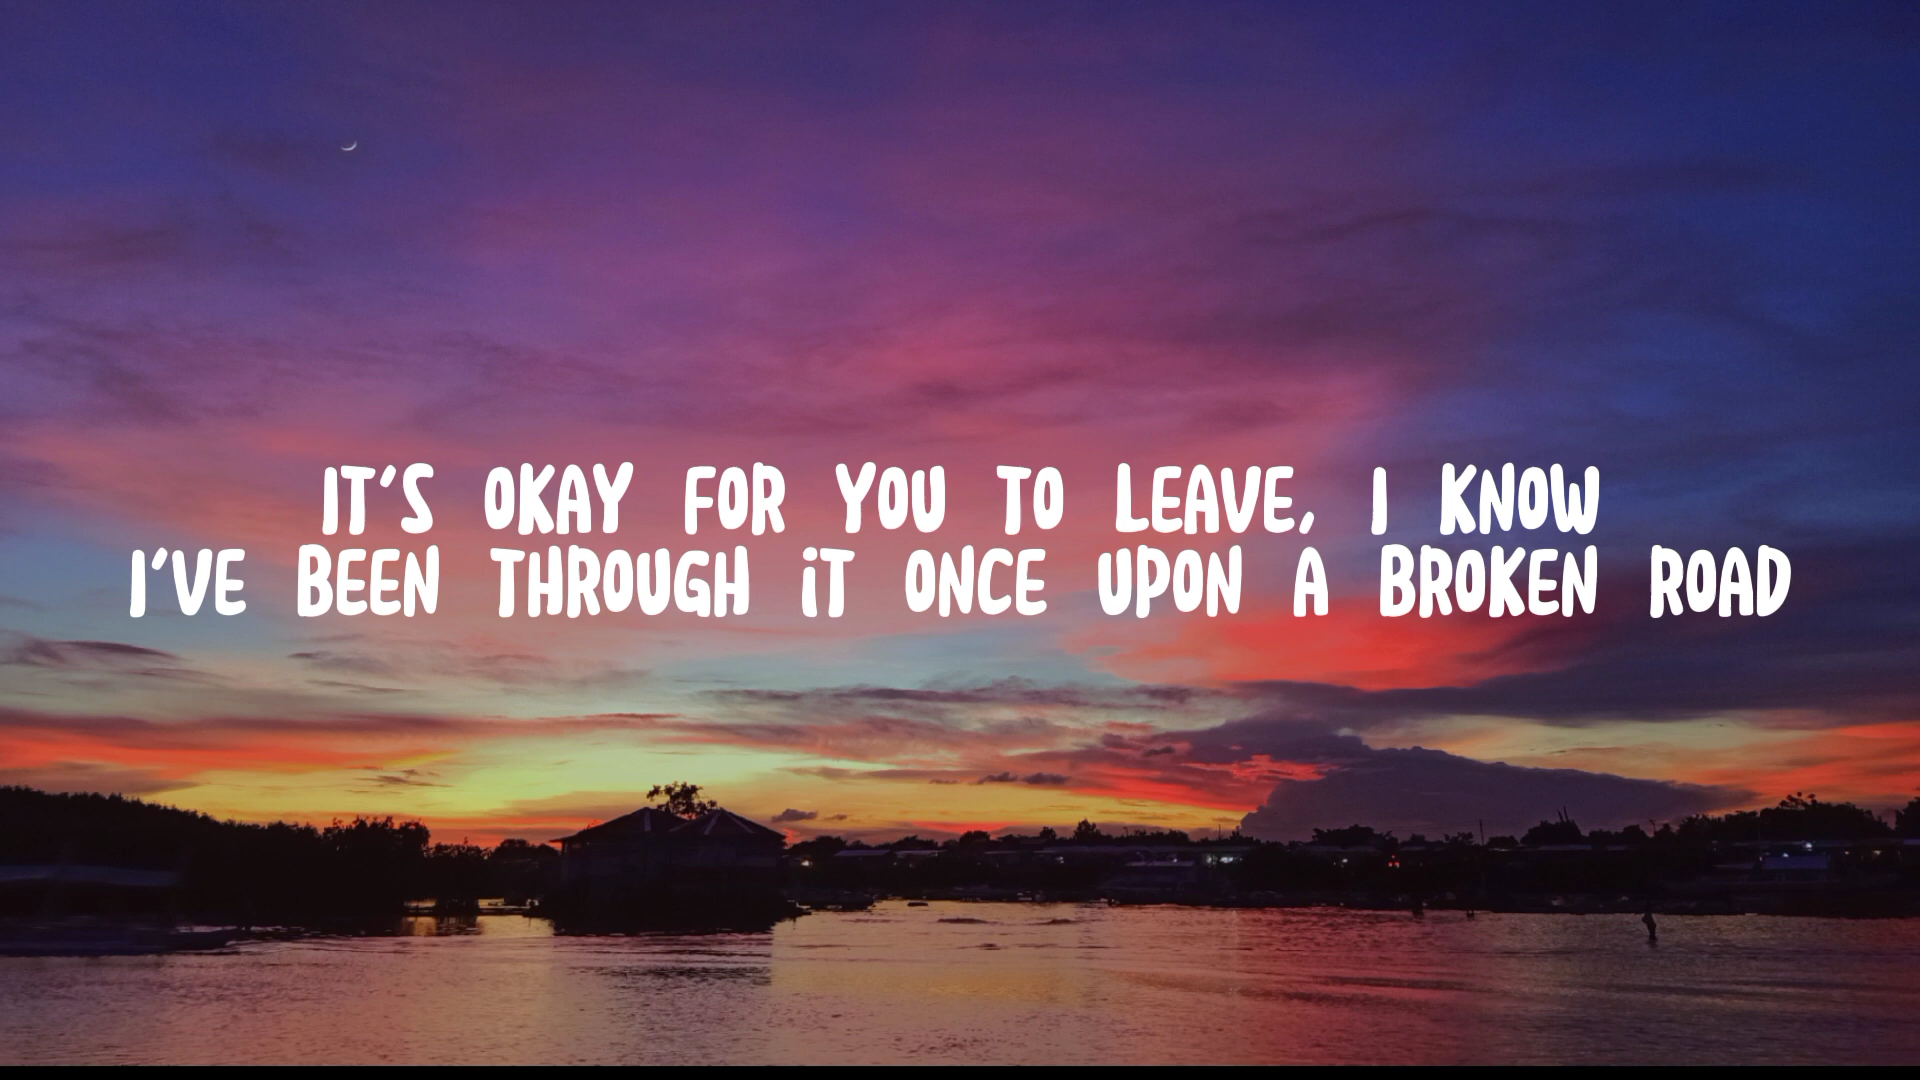 IT'S OKAY FOR YOU TO LEAVE, I KNOW
I'VE BEEN THROUGH IT ONCE UPON A BROKEN ROAD